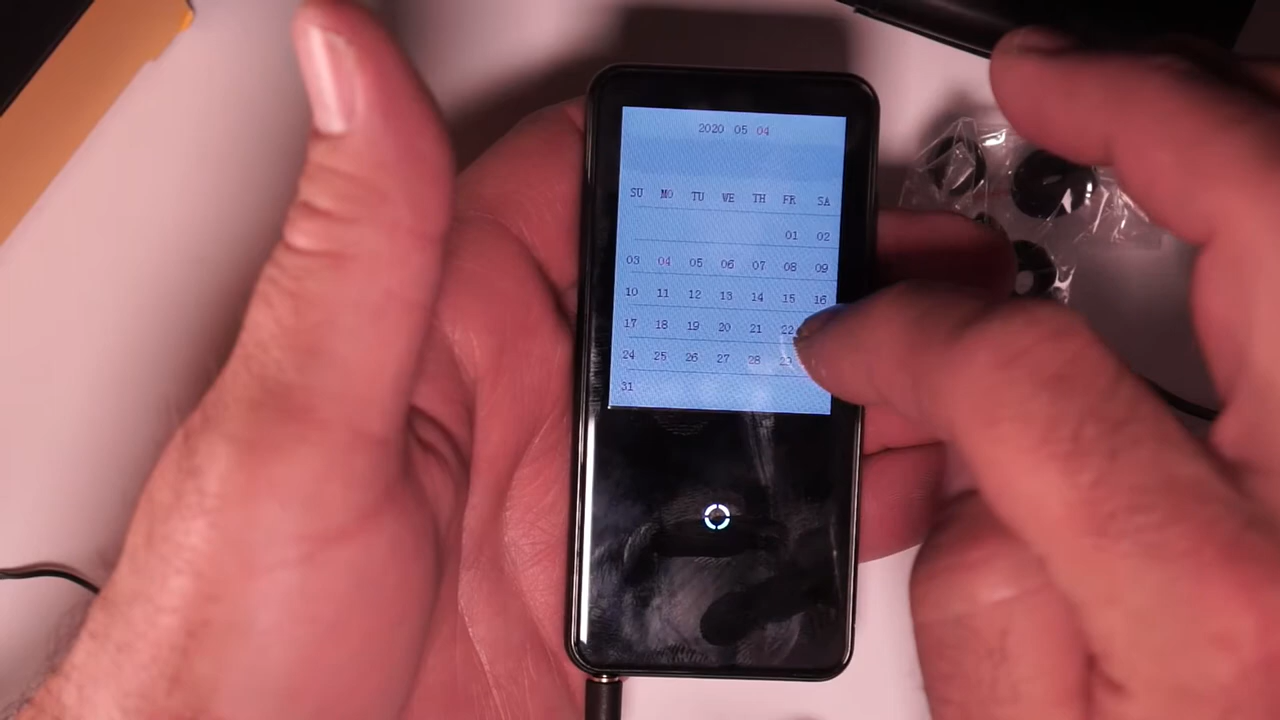 2020 05 04
SU MO TU WE TH FR SA
01 02
03 04 05 06 07 08 09
10 11 12 13 14 15 16
17 18 19 20 21 22
24 25 26 27 28 29
31